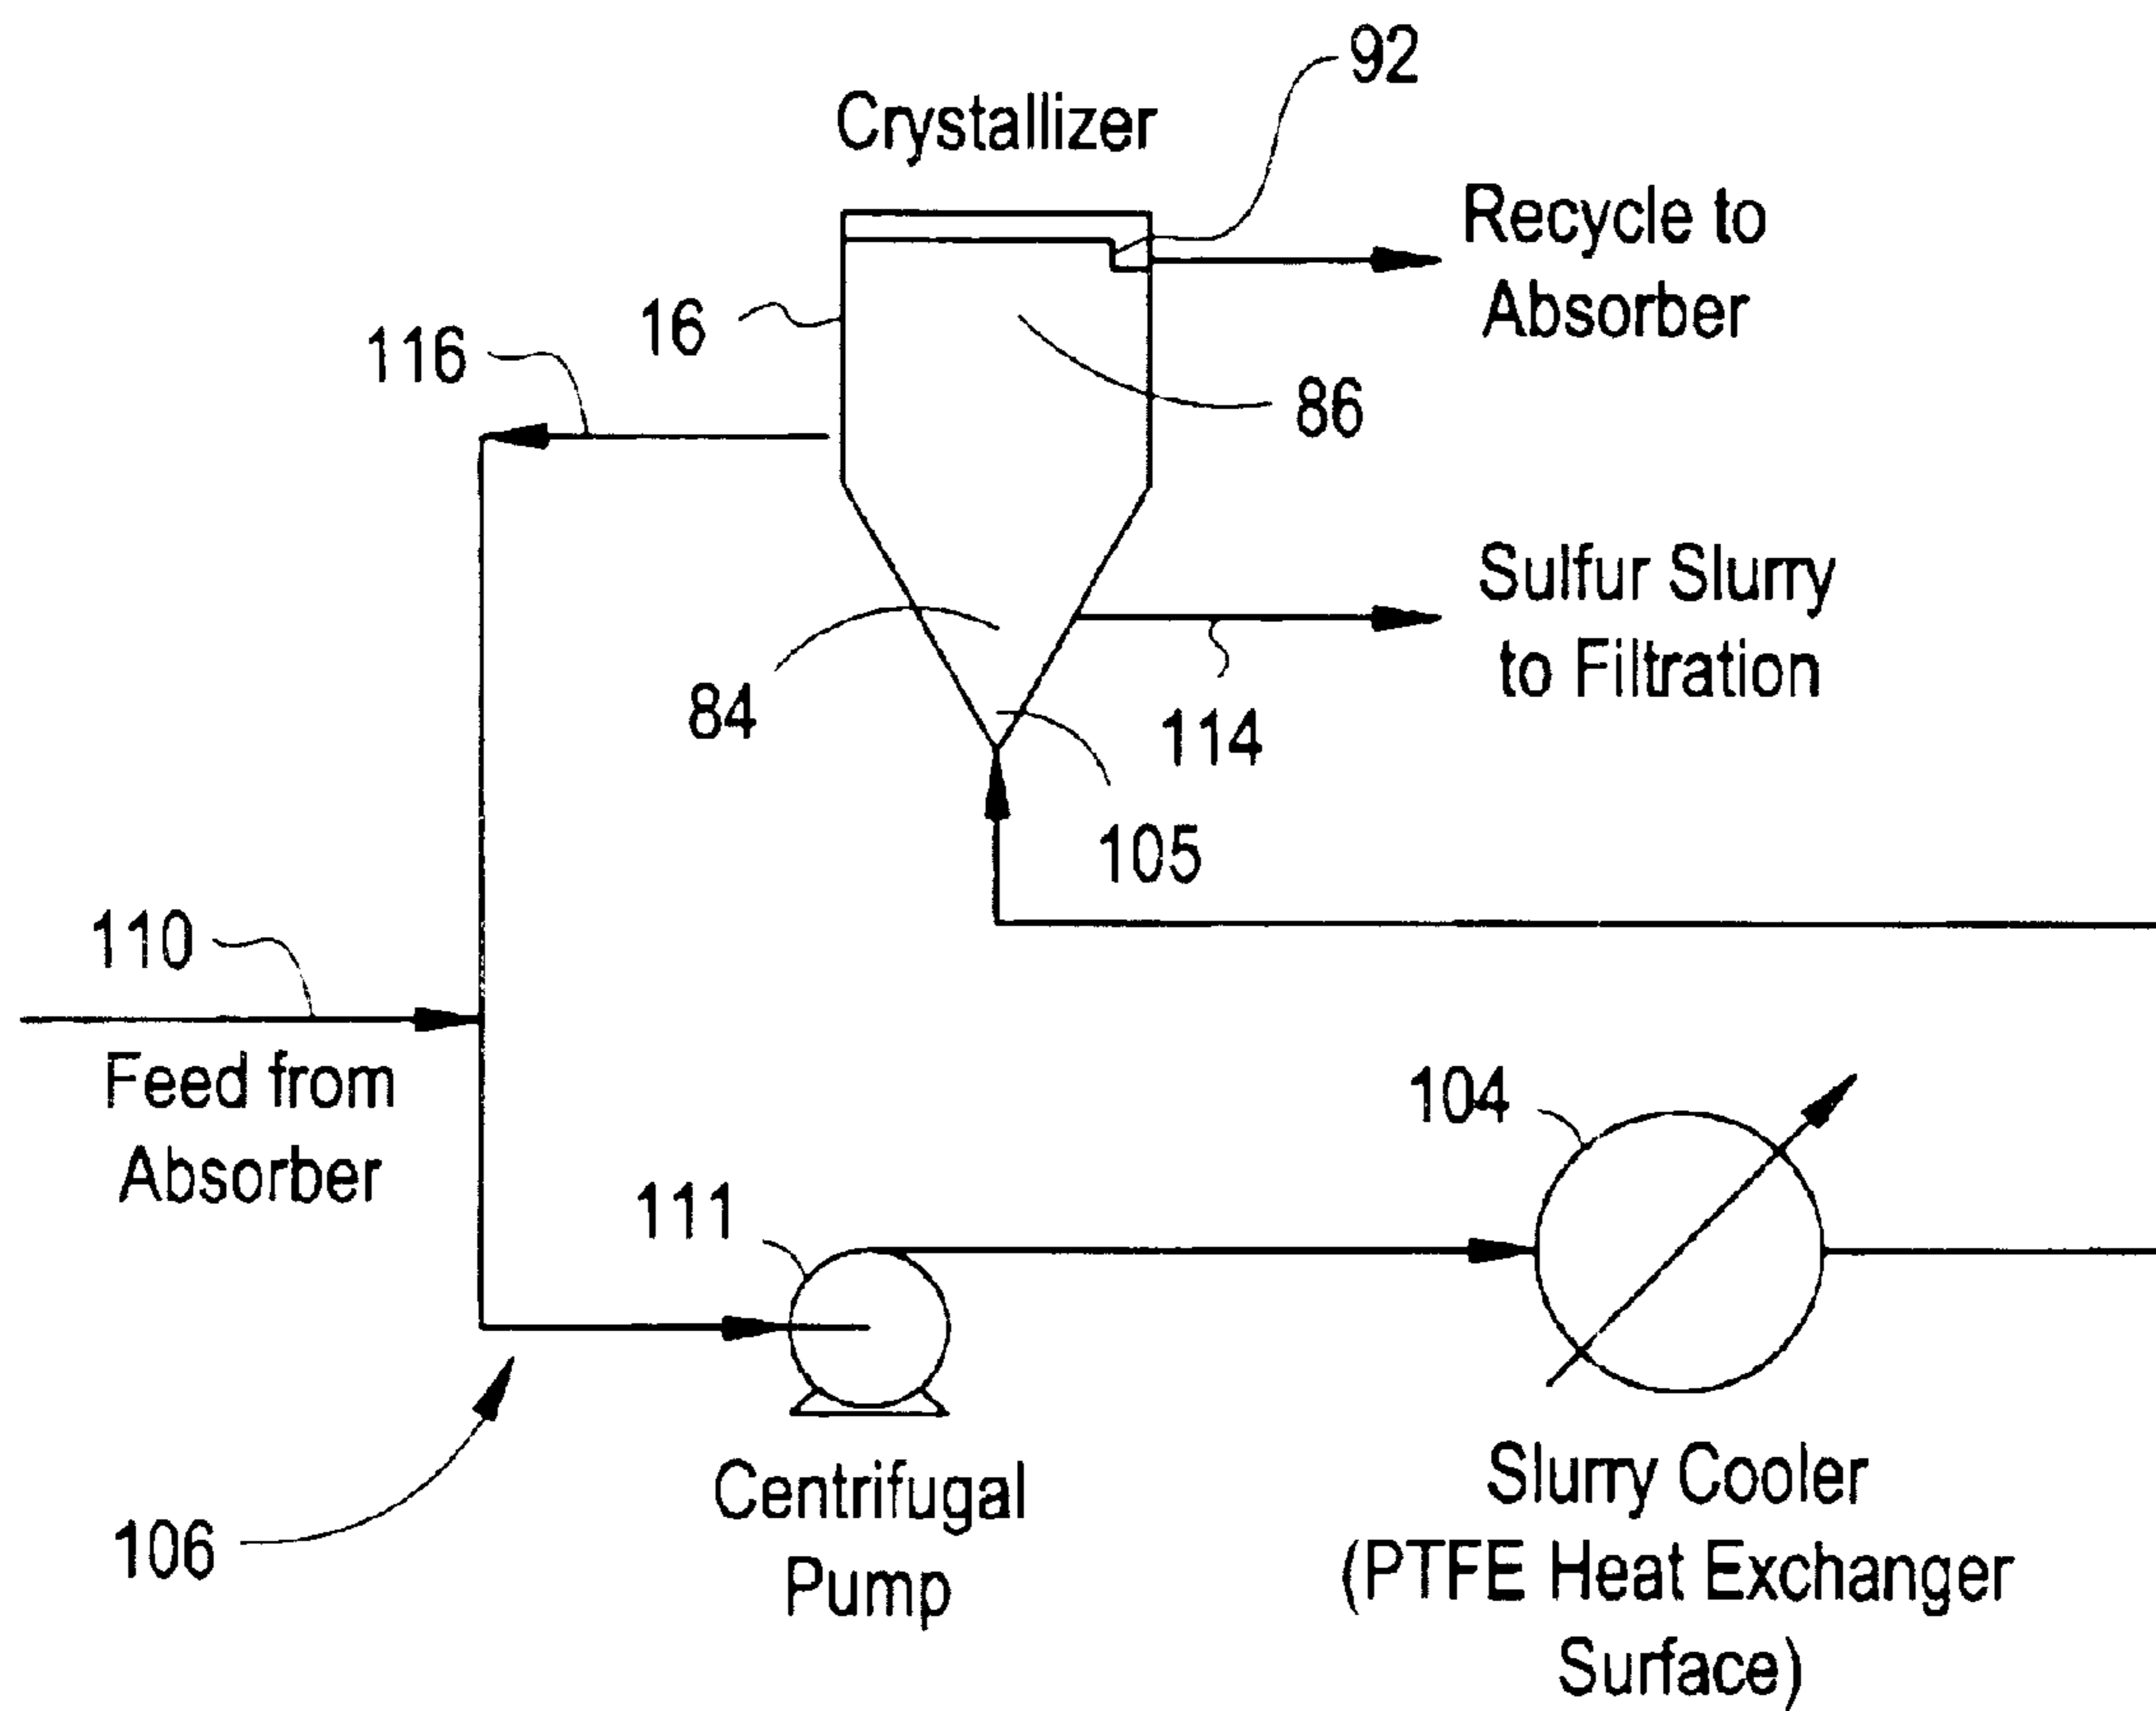 92
Crystallizer
Recycle to
Absorber
16
116
86
Sulfur Slurry
to Filtration
84
114
105
110
Feed from
Absorber
104
111
106
Centrifugal
Pump
Slurry Cooler
(PTFE Heat Exchanger
Surface)